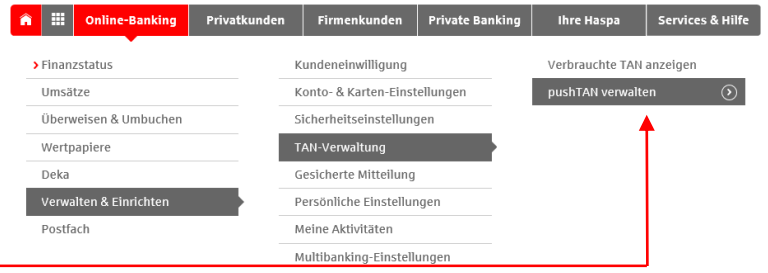 Online-Banking
Privatkunden
Firmenkunden
Private Banking
Ihre Haspa
Services & Hilfe
Finanzstatus
Umsätze
Überweisen & Umbuchen
Wertpapiere
Deka
Verwalten & Einrichten
Postfach
Kundeneinwilligung
Konto- & Karten-Einstellungen
Sicherheitseinstellungen
TAN-Verwaltung
Gesicherte Mitteilung
Persönliche Einstellungen
Meine Aktivitäten
Multibanking-Einstellungen
Verbrauchte TAN anzeigen
pushTAN verwalten